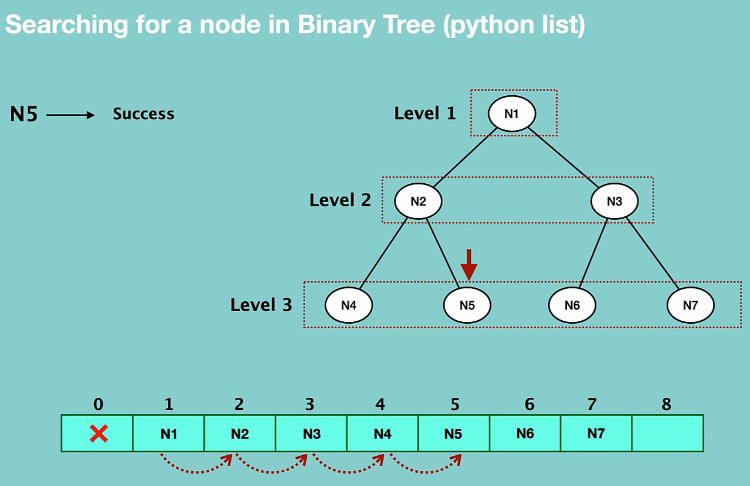 Searching for a node in Binary Tree (python list)
N5 Success
Level 1 N1
Level 2 N2 N3
Level 3 N4 N5 N6 N7
0 1 2 3 4 5 6 7 8
N1 N2 N3 N4 N5 N6 N7